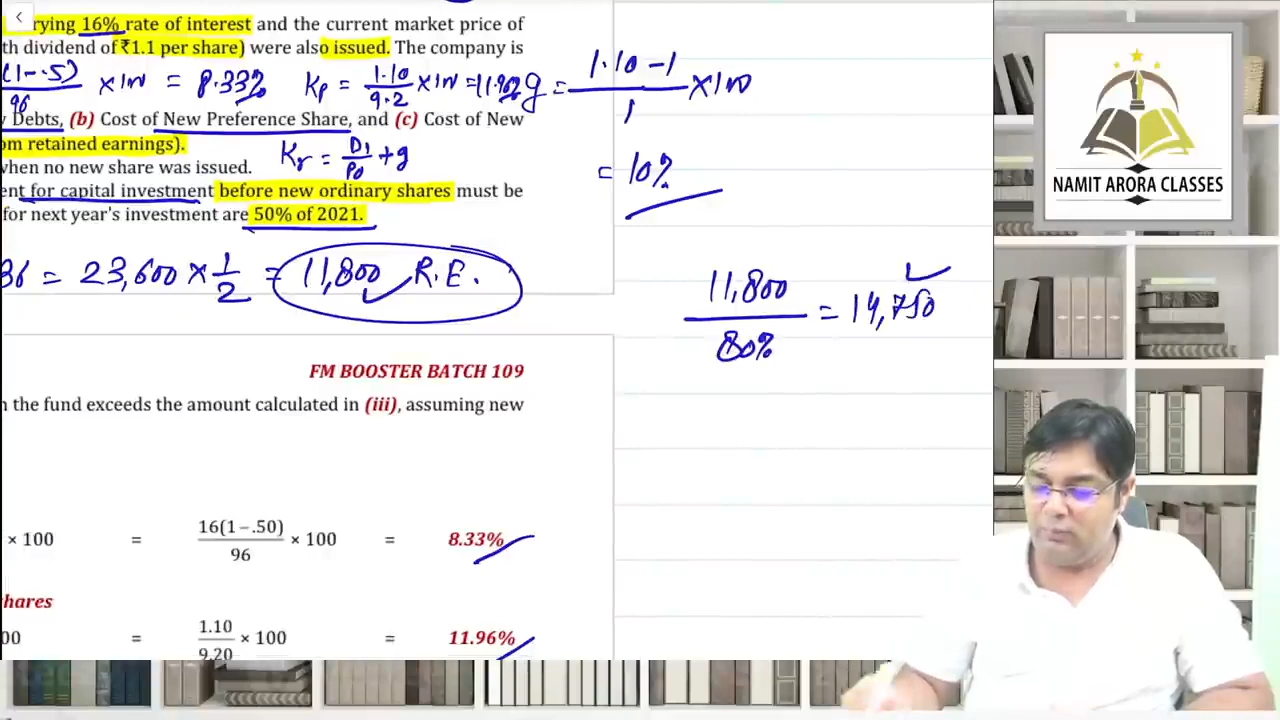 rying 16% rate of interest and the current market price of
th dividend of ₹1.1 per share) were also issued. The company is
(1-.5)/96 × 100 = 8.33% Kp = 1.10/9.2 × 100 = 11.96% g = 1.10 - 1/1 × 100
Debts, (b) Cost of New Preference Share, and (c) Cost of New
om retained earnings).
Kr = D1/P0 + g
= 10%
when no new share was issued.
ent for capital investment before new ordinary shares must be
for next year's investment are 50% of 2021.
36 = 23,600 × 1/2 = 11,800 R.E.
11,800/80% = 14,750
FM BOOSTER BATCH 109
n the fund exceeds the amount calculated in (iii), assuming new
× 100 = 16(1–.50)/96 × 100 = 8.33%
hares
00 = 1.10/9.20 × 100 = 11.96%
NAMIT ARORA CLASSES